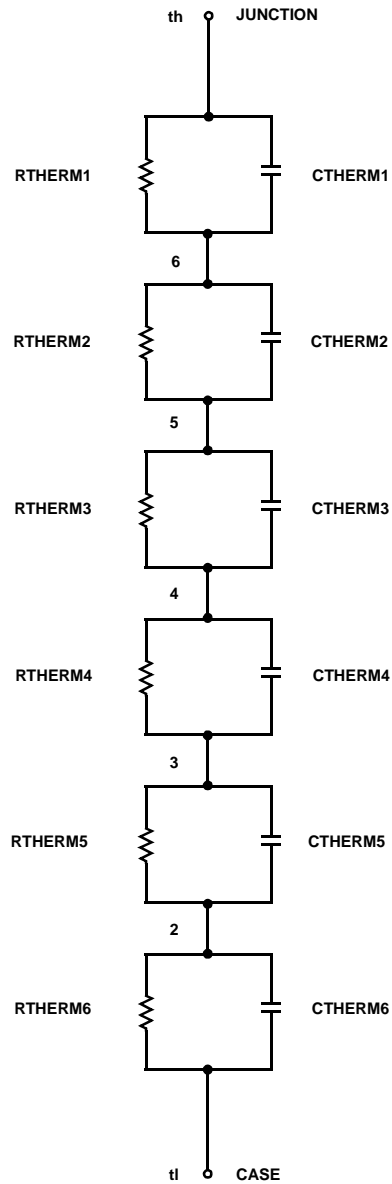 th JUNCTION
RTHERM1 CTHERM1
6
RTHERM2 CTHERM2
5
RTHERM3 CTHERM3
4
RTHERM4 CTHERM4
3
RTHERM5 CTHERM5
2
RTHERM6 CTHERM6
tl CASE